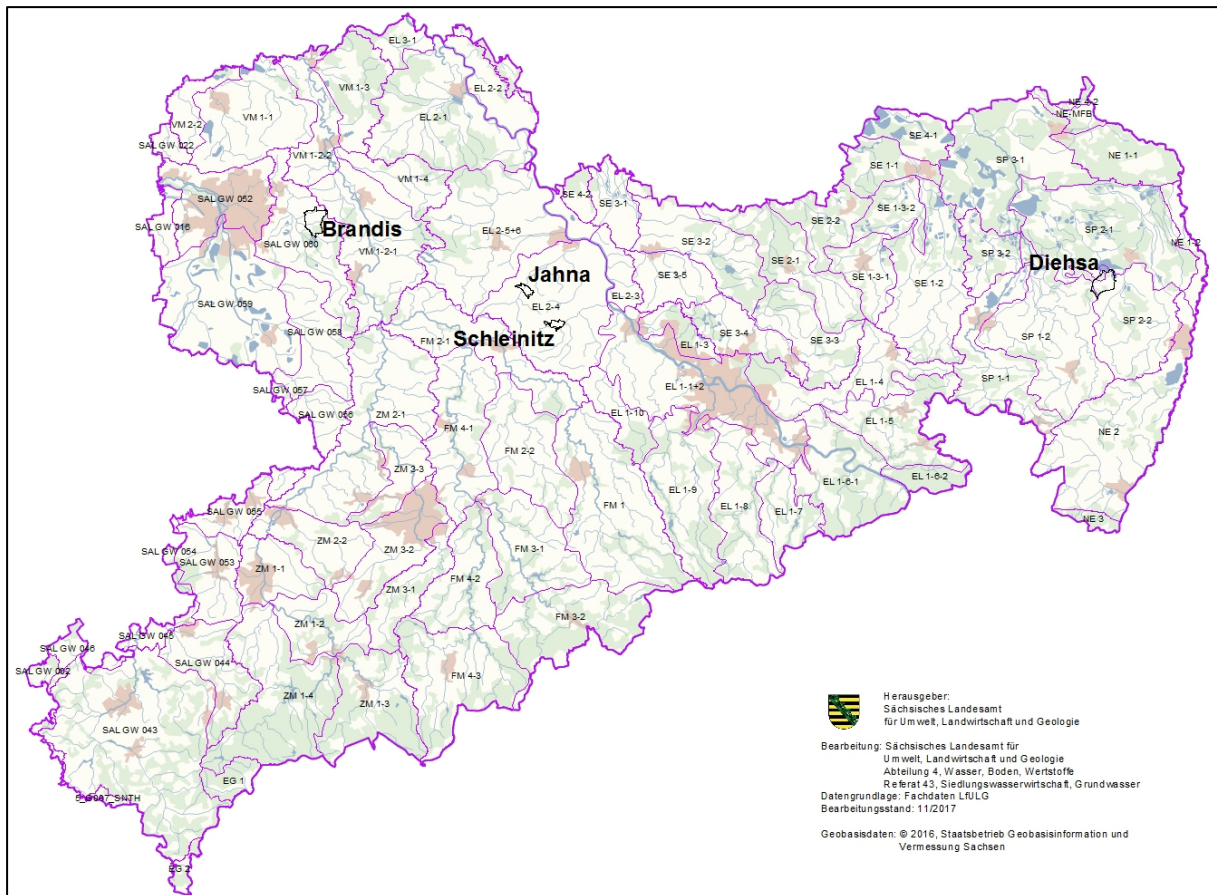 EL 3-1
VM 1-3
EL 2-2
VM 1-1
VM 2-2
EL 2-1
SAL GW 022
VM 1-2-2
VM 1-4
NE 4-2
NE-MFB
SE 4-1
SP 3-1
NE 1-1
SE 1-1
SE 4-2
SE 3-1
SE 1-3-2
SAL GW 052
SAL GW 016
Brandis
SAL GW 060
VM 1-2-1
EL 2-5+6
SE 3-2
SE 2-2
SP 2-1
NE 1-2
SP 3-2
Diehsa
SE 2-1
Jahna
SE 3-5
SE 1-3-1
SE 1-2
SAL GW 059
EL 2-4
EL 2-3
SP 2-2
SAL GW 058
Schleinitz
FM 2-1
SE 3-4
EL 1-3
SE 3-3
SP 1-2
SP 1-1
EL 1-4
EL 1-1+2
SAL GW 057
SAL GW 056
ZM 2-1
EL 1-10
EL 1-5
FM 4-1
NE 2
FM 2-2
ZM 3-3
EL 1-6-2
EL 1-6-1
EL 1-9
FM 1
EL 1-8
EL 1-7
SAL GW 055
NE 3
ZM 2-2
ZM 3-2
FM 3-1
SAL GW 054
SAL GW 053
ZM 1-1
FM 4-2
ZM 3-1
FM 3-2
ZM 1-2
SAL GW 045
SAL GW 046
SAL GW 044
SAL GW 002
FM 4-3
ZM 1-4
ZM 1-3
SAL GW 043
EG 1
EG 2
Herausgeber:
Sächsisches Landesamt
für Umwelt, Landwirtschaft und Geologie
Bearbeitung: Sächsisches Landesamt für
Umwelt, Landwirtschaft und Geologie
Abteilung 4, Wasser, Boden, Wertstoffe
Referat 43, Siedlungswasserwirtschaft, Grundwasser
Datengrundlage: Fachdaten LfULG
Bearbeitungsstand: 11/2017
Geobasisdaten: © 2016, Staatsbetrieb Geobasisinformation und
Vermessung Sachsen